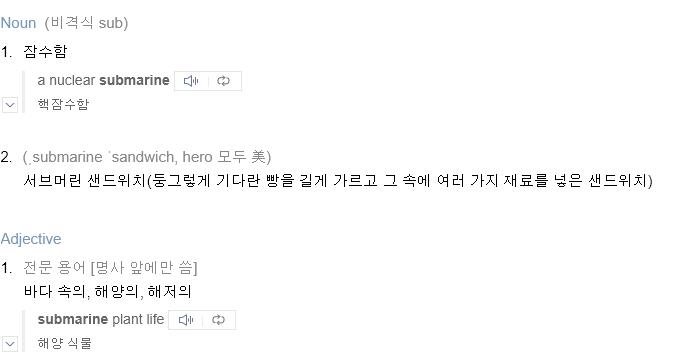 Noun (비격식 sub)
1. 잠수함
a nuclear submarine
핵잠수함
2. (ˌsubmarine ˈsandwich, hero 모두 美)
서브머린 샌드위치(둥그렇게 기다란 빵을 길게 가르고 그 속에 여러 가지 재료를 넣은 샌드위치)
Adjective
1. 전문 용어 [명사 앞에만 씀]
바다 속의, 해양의, 해저의
submarine plant life
해양 식물